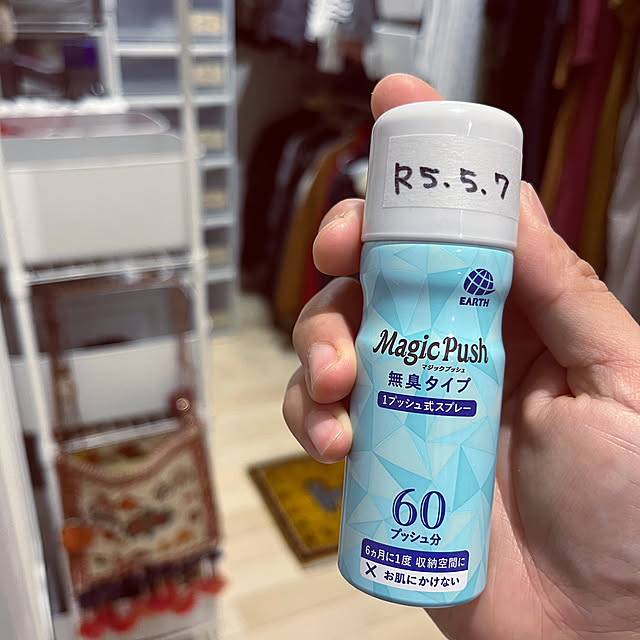 R5.5.7
EARTH
Magic Push
マジックプッシュ
無臭タイプ
1プッシュ式スプレー
60
プッシュ分
6ヵ月に1度 収納空間に
× お肌にかけない